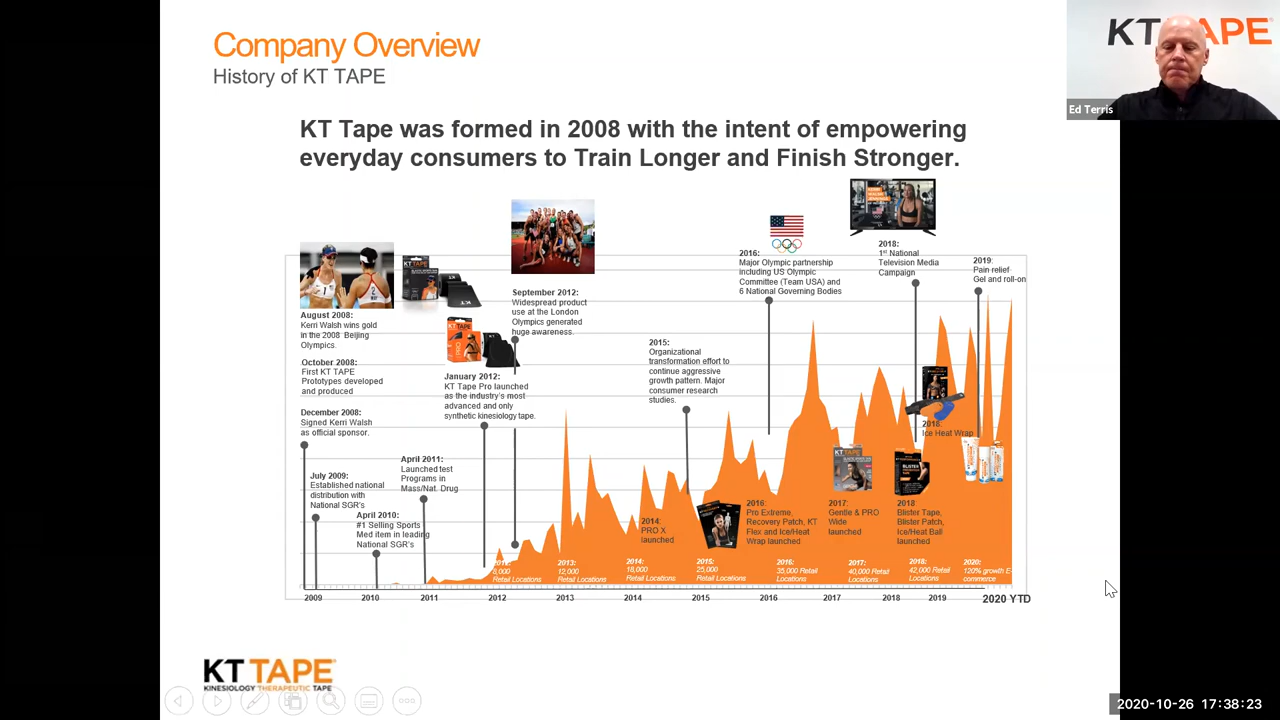 Company Overview
History of KT TAPE
KT TAPE
Ed Terris
KT Tape was formed in 2008 with the intent of empowering
everyday consumers to Train Longer and Finish Stronger.
August 2008:
Kerri Walsh wins gold
in the 2008 Beijing
Olympics.
October 2008:
First KT TAPE
Prototypes developed
and produced
December 2008:
Signed Kerri Walsh
as official sponsor.
July 2009:
Established national
distribution with
National SGR's
April 2010:
#1 Selling Sports
Med item in leading
National SGR's
April 2011:
Launched test
Programs in
Mass/Nat. Drug
January 2012:
KT Tape Pro launched
as the industry's most
advanced and only
synthetic kinesiology tape.
September 2012:
Widespread product
use at the London
Olympics generated
huge awareness.
2015:
Organizational
transformation effort to
continue aggressive
growth pattern. Major
consumer research
studies.
2016:
Major Olympic partnership
including US Olympic
Committee (Team USA) and
6 National Governing Bodies
2018:
1st National
Television Media
Campaign
2019:
Pain relief
Gel and roll-on
2018:
Ice Heat Wrap
2014:
PRO X
launched
2016:
Pro Extreme,
Recovery Patch, KT
Flex and Ice/Heat
Wrap launched
2017:
Gentle & PRO
Wide
launched
2018
Blister Tape,
Blister Patch,
Ice/Heat Ball
launched
2012:
Retail Locations
2013:
12,000
Retail Locations
2014:
18,000
Retail Locations
2015:
25,000
Retail Locations
2016:
35,000 Retail
Locations
2017:
40,000 Retail
Locations
2018:
42,000 Retail
Locations
2020:
120% growth E-
commerce
2009 2010 2011 2012 2013 2014 2015 2016 2017 2018 2019 2020 YTD
KT TAPE
KINESIOLOGY THERAPEUTIC TAPE
2020-10-26 17:38:23